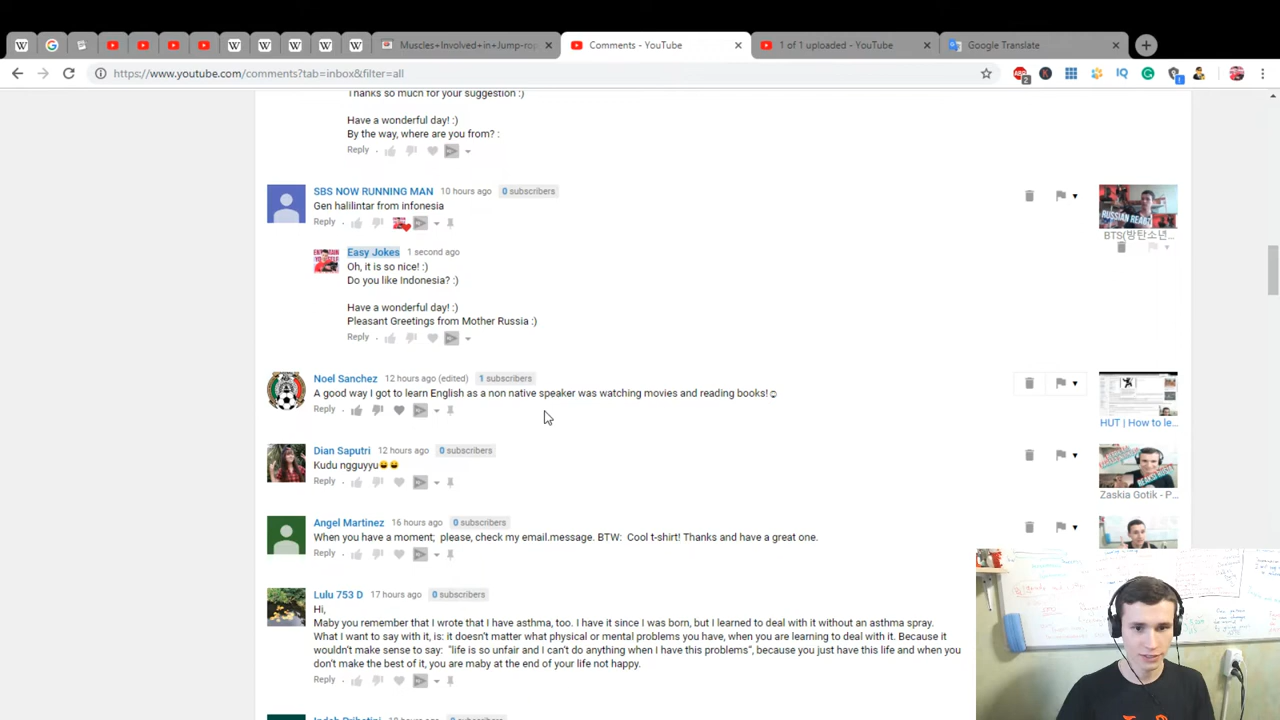 Muscles+Involved+in+Jump-rop
Comments - YouTube
1 of 1 uploaded - YouTube
Google Translate
https://www.youtube.com/comments?tab=inbox&filter=all
Thanks so much for your suggestion :)
Have a wonderful day! :)
By the way, where are you from? :
Reply
SBS NOW RUNNING MAN 10 hours ago 0 subscribers
Gen halilintar from infonesia
Reply
RUSSIAN REACT
BTS(방탄소년...
Easy Jokes 1 second ago
Oh, it is so nice! :)
Do you like Indonesia? :)
Have a wonderful day! :)
Pleasant Greetings from Mother Russia :)
Reply
Noel Sanchez 12 hours ago (edited) 1 subscribers
A good way I got to learn English as a non native speaker was watching movies and reading books!☺
Reply
HUT | How to le...
Dian Saputri 12 hours ago 0 subscribers
Kudu ngguyyu😄😄
Reply
Zaskia Gotik - P...
Angel Martinez 16 hours ago 0 subscribers
When you have a moment; please, check my email.message. BTW: Cool t-shirt! Thanks and have a great one.
Reply
Lulu 753 D 17 hours ago 0 subscribers
Hi,
Maby you remember that I wrote that I have asthma, too. I have it since I was born, but I learned to deal with it without an asthma spray.
What I want to say with it, is: it doesn't matter what physical or mental problems you have, when you are learning to deal with it. Because it
wouldn't make sense to say: "life is so unfair and I can't do anything when I have this problems", because you just have this life and when you
don't make the best of it, you are maby at the end of your life not happy.
Reply